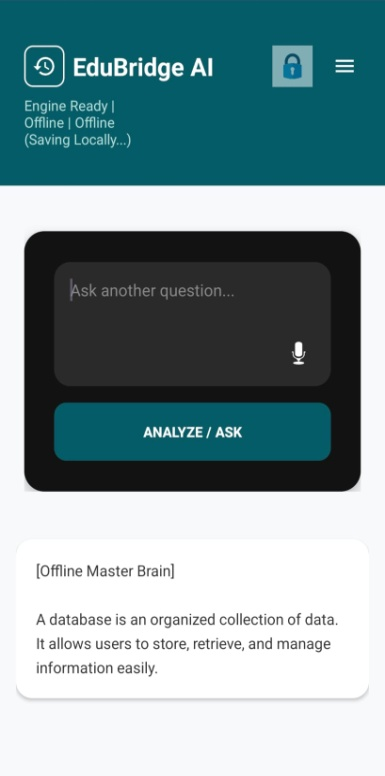 EduBridge AI
Engine Ready |
Offline | Offline
(Saving Locally...)
Ask another question...
ANALYZE / ASK
[Offline Master Brain]
A database is an organized collection of data.
It allows users to store, retrieve, and manage
information easily.